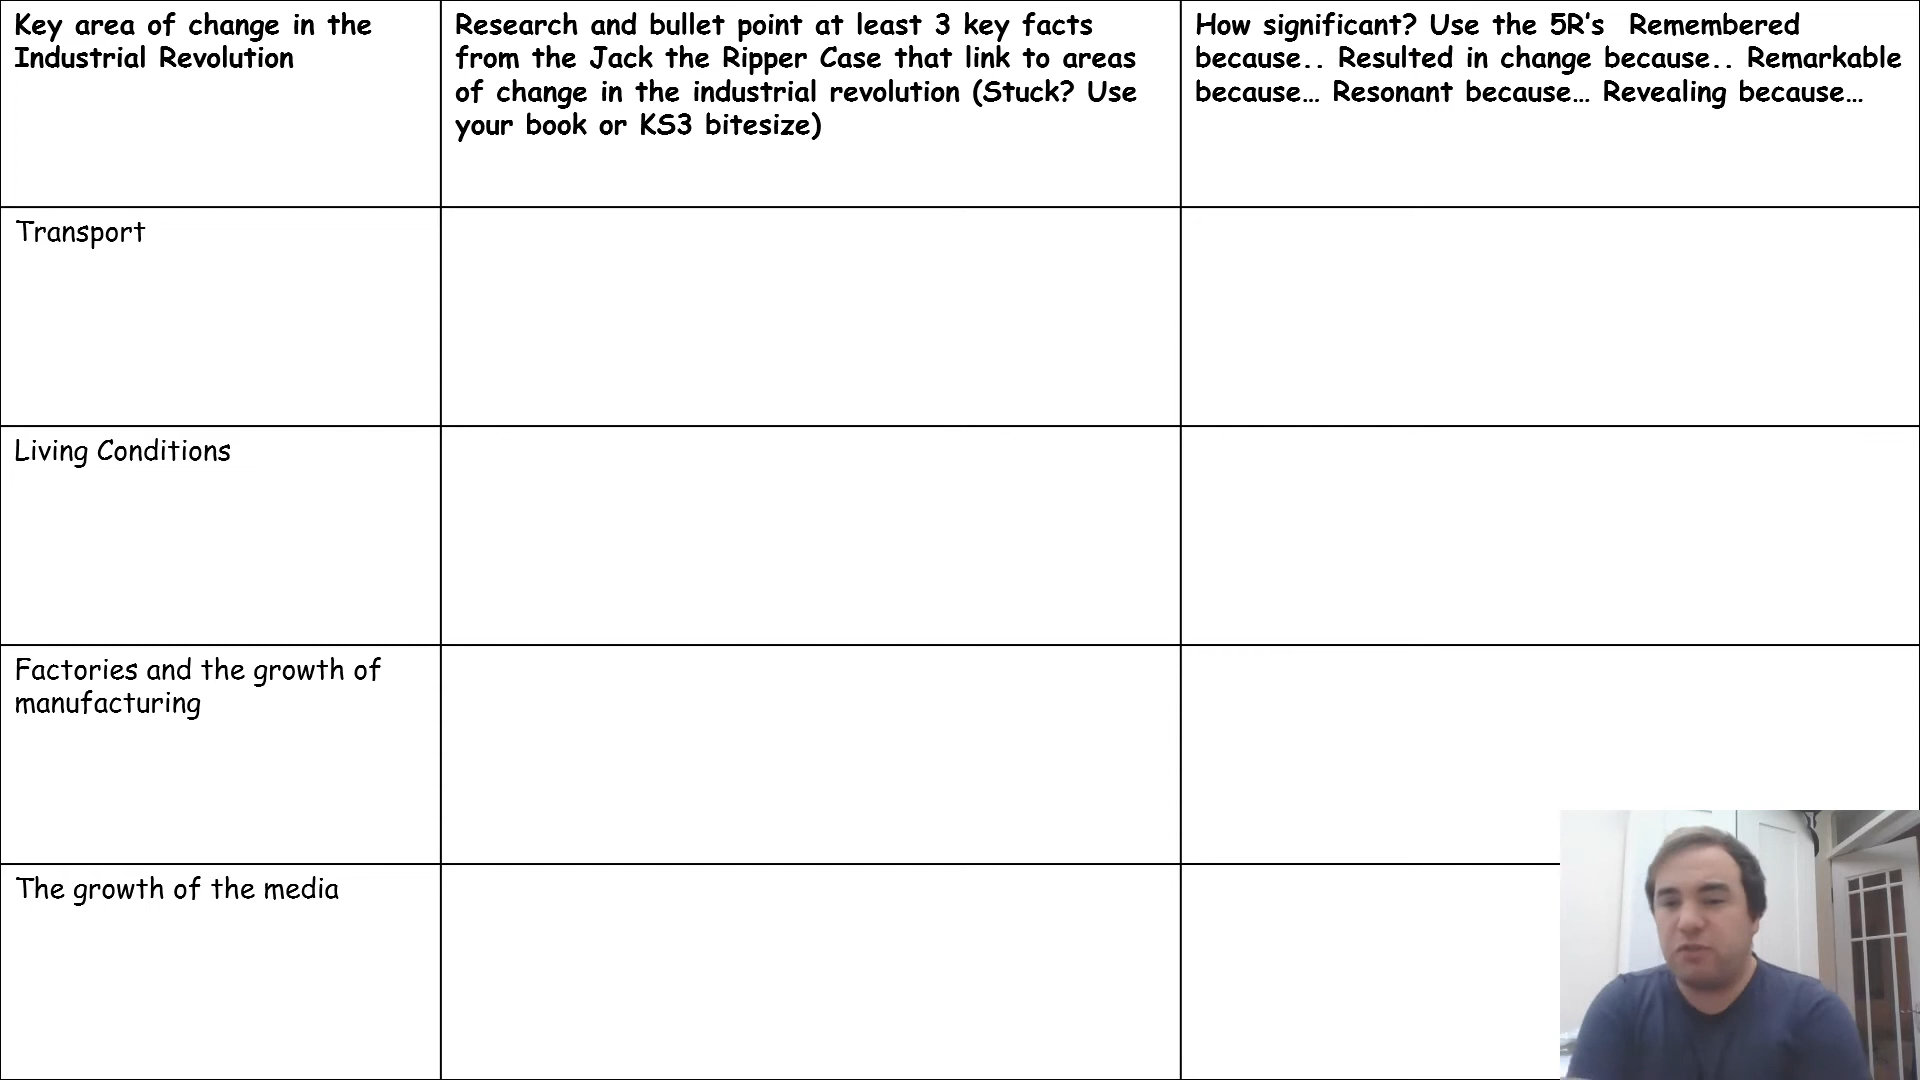 Key area of change in the
Industrial Revolution
Research and bullet point at least 3 key facts
from the Jack the Ripper Case that link to areas
of change in the industrial revolution (Stuck? Use
your book or KS3 bitesize)
How significant? Use the 5R's  Remembered
because.. Resulted in change because.. Remarkable
because… Resonant because… Revealing because…
Transport
Living Conditions
Factories and the growth of
manufacturing
The growth of the media